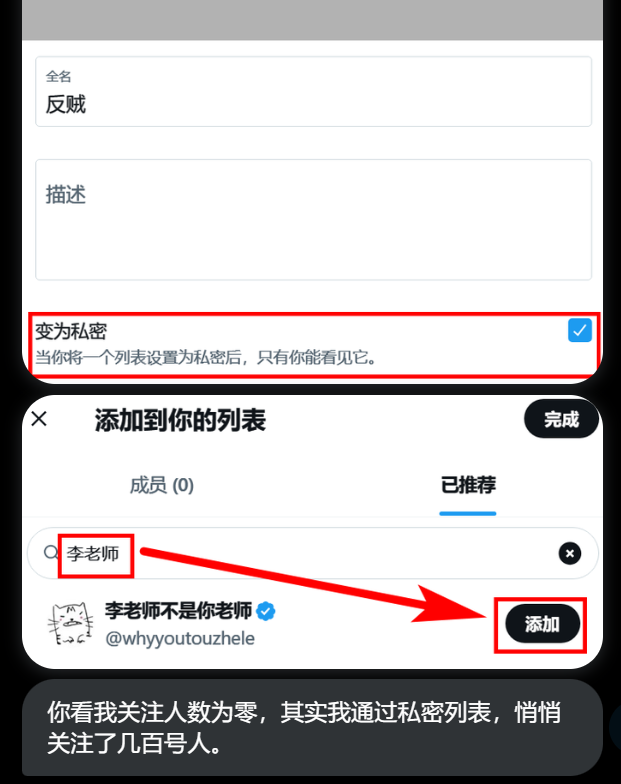 全名
反贼
描述
变为私密
当你将一个列表设置为私密后，只有你能看见它。
添加到你的列表
完成
成员 (0)
已推荐
李老师
李老师不是你老师
@whyyoutouzhele
添加
你看我关注人数为零，其实我通过私密列表，悄悄
关注了几百号人。